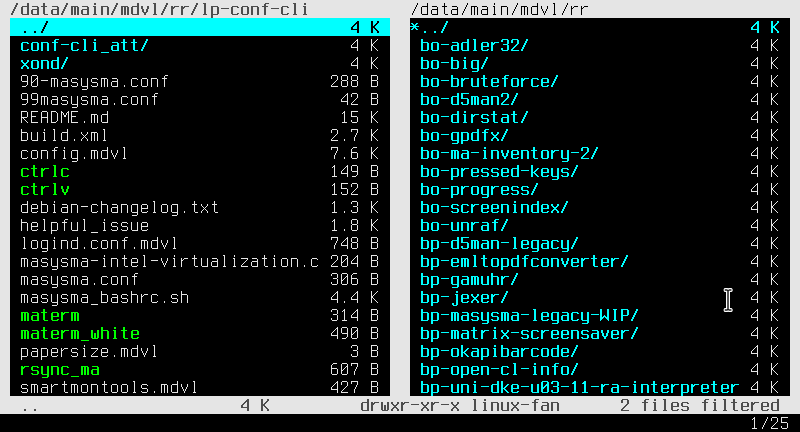 /data/main/mdvl/rr/lp-conf-cli
../ 4 K
conf-cli_att/ 4 K
xond/ 4 K
90-masysma.conf 288 B
99masysma.conf 42 B
README.md 15 K
build.xml 2.7 K
config.mdvl 7.6 K
ctrlc 149 B
ctrlv 152 B
debian-changelog.txt 1.3 K
helpful_issue 1.8 K
logind.conf.mdvl 748 B
masysma-intel-virtualization.c 204 B
masysma.conf 306 B
masysma_bashrc.sh 4.4 K
materm 314 B
materm_white 490 B
papersize.mdvl 3 B
rsync_ma 607 B
smartmontools.mdvl 427 B
/data/main/mdvl/rr
*../ 4 K
bo-adler32/ 4 K
bo-big/ 4 K
bo-bruteforce/ 4 K
bo-d5man2/ 4 K
bo-dirstat/ 4 K
bo-gpdfx/ 4 K
bo-ma-inventory-2/ 4 K
bo-pressed-keys/ 4 K
bo-progress/ 4 K
bo-screenindex/ 4 K
bo-unraf/ 4 K
bp-d5man-legacy/ 4 K
bp-emltopdfconverter/ 4 K
bp-gamuhr/ 4 K
bp-jexer/ 4 K
bp-masysma-legacy-WIP/ 4 K
bp-matrix-screensaver/ 4 K
bp-okapibarcode/ 4 K
bp-open-cl-info/ 4 K
bp-uni-dke-u03-11-ra-interpreter 4 K
.. 4 K drwxr-xr-x linux-fan 2 files filtered
1/25